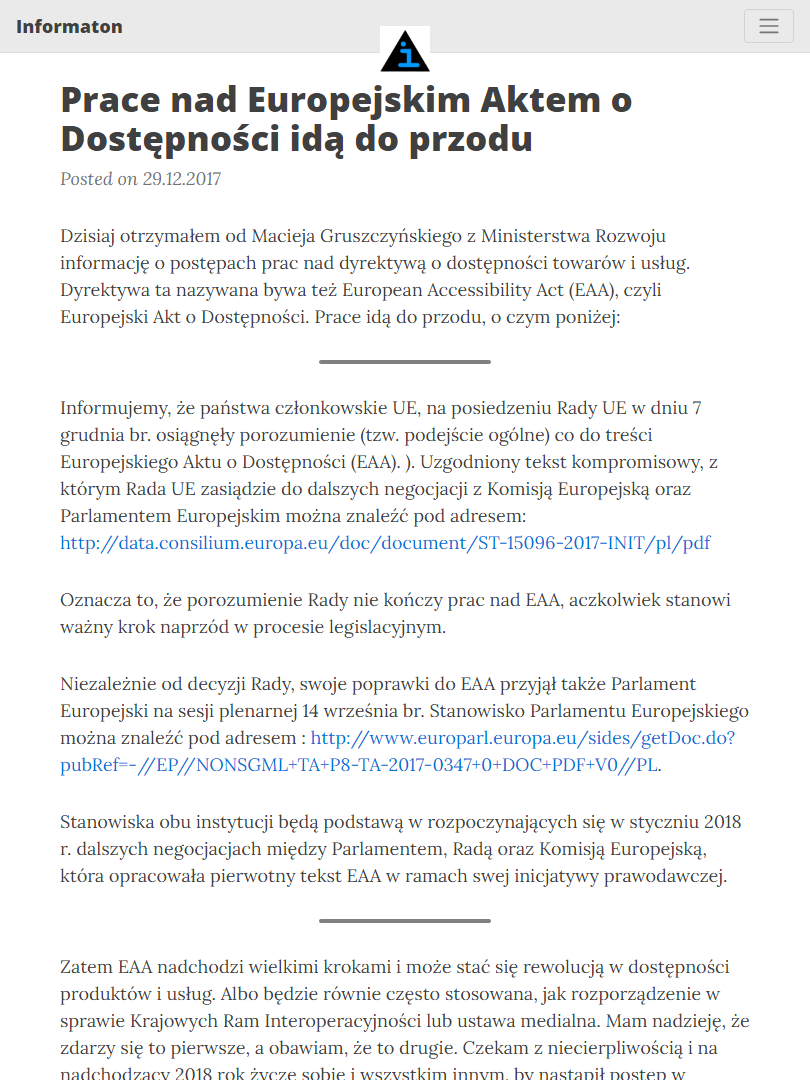 Informaton
Prace nad Europejskim Aktem o
Dostępności idą do przodu
Posted on 29.12.2017
Dzisiaj otrzymałem od Macieja Gruszczyńskiego z Ministerstwa Rozwoju
informację o postępach prac nad dyrektywą o dostępności towarów i usług.
Dyrektywa ta nazywana bywa też European Accessibility Act (EAA), czyli
Europejski Akt o Dostępności. Prace idą do przodu, o czym poniżej:
Informujemy, że państwa członkowskie UE, na posiedzeniu Rady UE w dniu 7
grudnia br. osiągnęły porozumienie (tzw. podejście ogólne) co do treści
Europejskiego Aktu o Dostępności (EAA). ). Uzgodniony tekst kompromisowy, z
którym Rada UE zasiądzie do dalszych negocjacji z Komisją Europejską oraz
Parlamentem Europejskim można znaleźć pod adresem:
http://data.consilium.europa.eu/doc/document/ST-15096-2017-INIT/pl/pdf
Oznacza to, że porozumienie Rady nie kończy prac nad EAA, aczkolwiek stanowi
ważny krok naprzód w procesie legislacyjnym.
Niezależnie od decyzji Rady, swoje poprawki do EAA przyjął także Parlament
Europejski na sesji plenarnej 14 września br. Stanowisko Parlamentu Europejskiego
można znaleźć pod adresem : http://www.europarl.europa.eu/sides/getDoc.do?
pubRef=-//EP//NONSGML+TA+P8-TA-2017-0347+0+DOC+PDF+V0//PL.
Stanowiska obu instytucji będą podstawą w rozpoczynających się w styczniu 2018
r. dalszych negocjacjach między Parlamentem, Radą oraz Komisją Europejską,
która opracowała pierwotny tekst EAA w ramach swej inicjatywy prawodawczej.
Zatem EAA nadchodzi wielkimi krokami i może stać się rewolucją w dostępności
produktów i usług. Albo będzie równie często stosowana, jak rozporządzenie w
sprawie Krajowych Ram Interoperacyjności lub ustawa medialna. Mam nadzieję, że
zdarzy się to pierwsze, a obawiam, że to drugie. Czekam z niecierpliwością i na
nadchodzący 2018 rok życzę sobie i wszystkim innym, by nastąpił postęp w